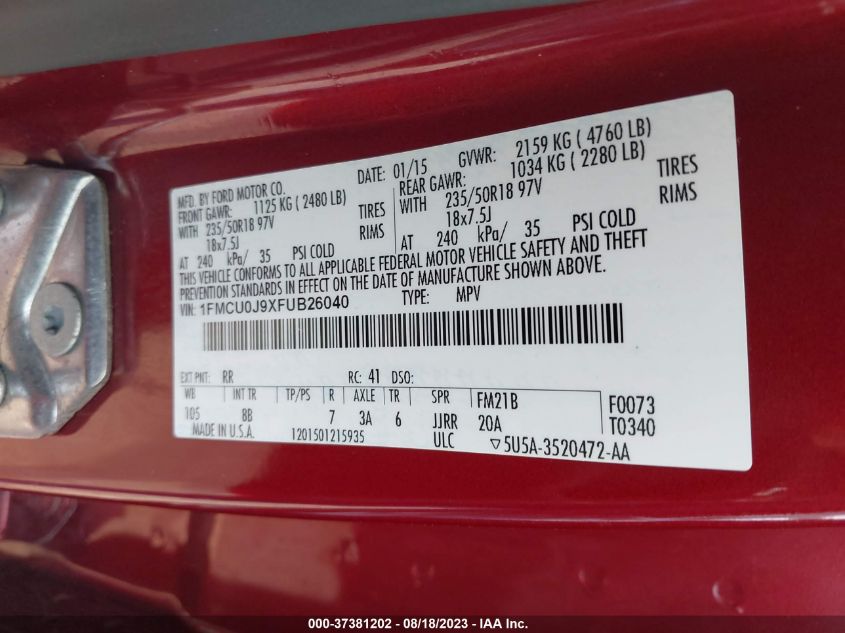 MFD. BY FORD MOTOR CO.
DATE: 01/15 GVWR: 2159 KG ( 4760 LB)
FRONT GAWR: 1125 KG ( 2480 LB) REAR GAWR: 1034 KG ( 2280 LB)
WITH 235/50R18 97V TIRES WITH 235/50R18 97V TIRES
18x7.5J RIMS 18x7.5J RIMS
AT 240 kPa/ 35 PSI COLD AT 240 kPa/ 35 PSI COLD
THIS VEHICLE CONFORMS TO ALL APPLICABLE FEDERAL MOTOR VEHICLE SAFETY AND THEFT
PREVENTION STANDARDS IN EFFECT ON THE DATE OF MANUFACTURE SHOWN ABOVE.
VIN: 1FMCU0J9XFUB26040 TYPE: MPV
EXT PNT: RR RC: 41 DSO:
WB INT TR TP/PS R AXLE TR SPR FM21B F0073
105 8B 7 3A 6 JJRR 20A T0340
MADE IN U.S.A. 1201501215935 ULC ▽5U5A-3520472-AA
000-37381202 - 08/18/2023 - IAA Inc.